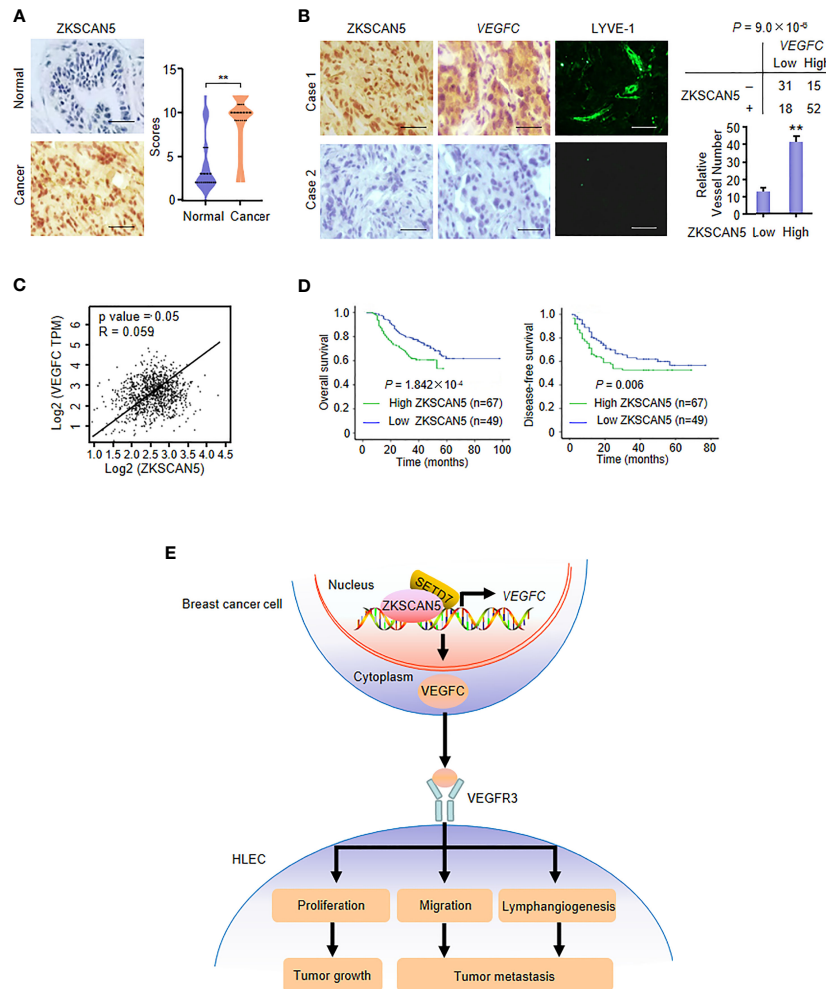 A
ZKSCAN5
Normal
Cancer
**
Scores
15
10
5
0
Normal Cancer
B
ZKSCAN5
VEGFC
LYVE-1
Case 1
Case 2
P = 9.0×10⁻⁵
VEGFC
Low High
ZKSCAN5
− 31 15
+ 18 52
**
Relative
Vessel Number
50
40
30
20
10
0
ZKSCAN5 Low High
C
p value = 0.05
R = 0.059
Log2 (VEGFC TPM)
6
5
4
3
2
1
1.0 1.5 2.0 2.5 3.0 3.5 4.0 4.5
Log2 (ZKSCAN5)
D
Overall survival
1.0
0.8
0.6
0.4
0.2
0
P = 1.842×10⁻⁴
High ZKSCAN5 (n=67)
Low ZKSCAN5 (n=49)
0 20 40 60 80 100
Time (months)
Disease-free survival
1.0
0.8
0.6
0.4
0.2
0
P = 0.006
High ZKSCAN5 (n=67)
Low ZKSCAN5 (n=49)
0 20 40 60 80
Time (months)
E
Breast cancer cell
Nucleus
SETD7
ZKSCAN5
VEGFC
Cytoplasm
VEGFC
VEGFR3
HLEC
Proliferation
Migration
Lymphangiogenesis
Tumor growth
Tumor metastasis